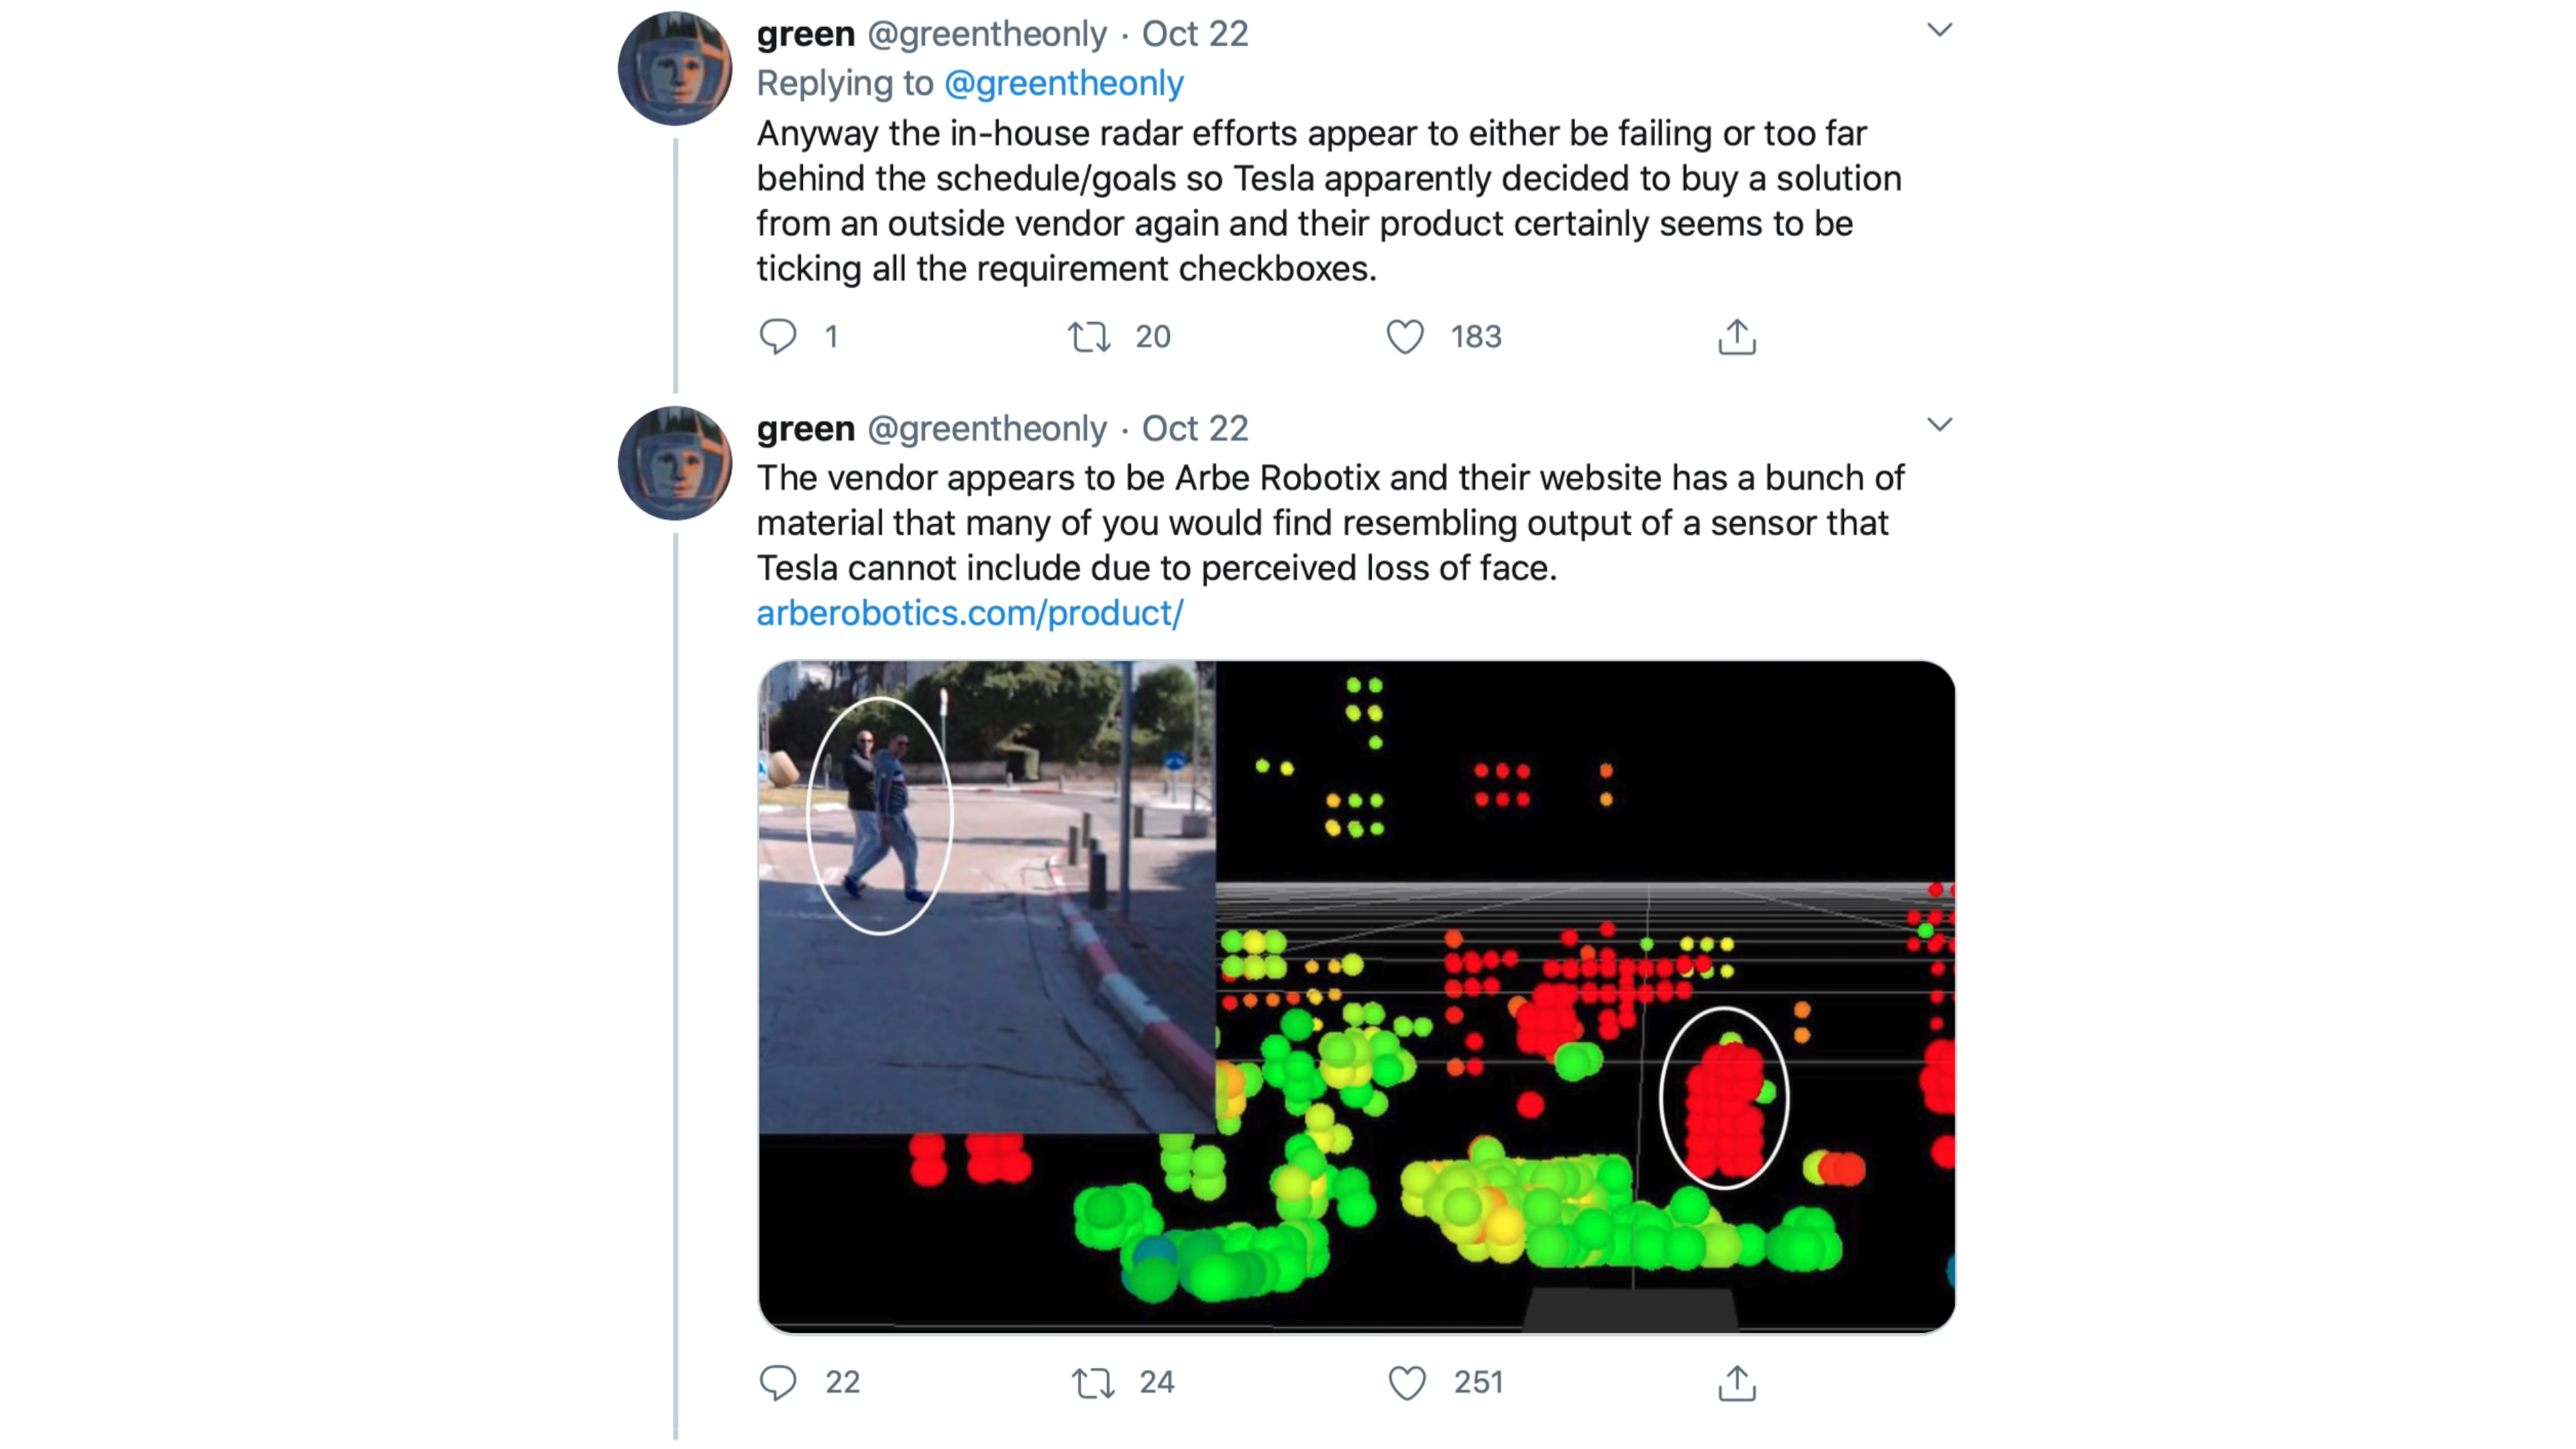 green @greentheonly · Oct 22
Replying to @greentheonly
Anyway the in-house radar efforts appear to either be failing or too far
behind the schedule/goals so Tesla apparently decided to buy a solution
from an outside vendor again and their product certainly seems to be
ticking all the requirement checkboxes.
1 20 183
green @greentheonly · Oct 22
The vendor appears to be Arbe Robotix and their website has a bunch of
material that many of you would find resembling output of a sensor that
Tesla cannot include due to perceived loss of face.
arberobotics.com/product/
22 24 251